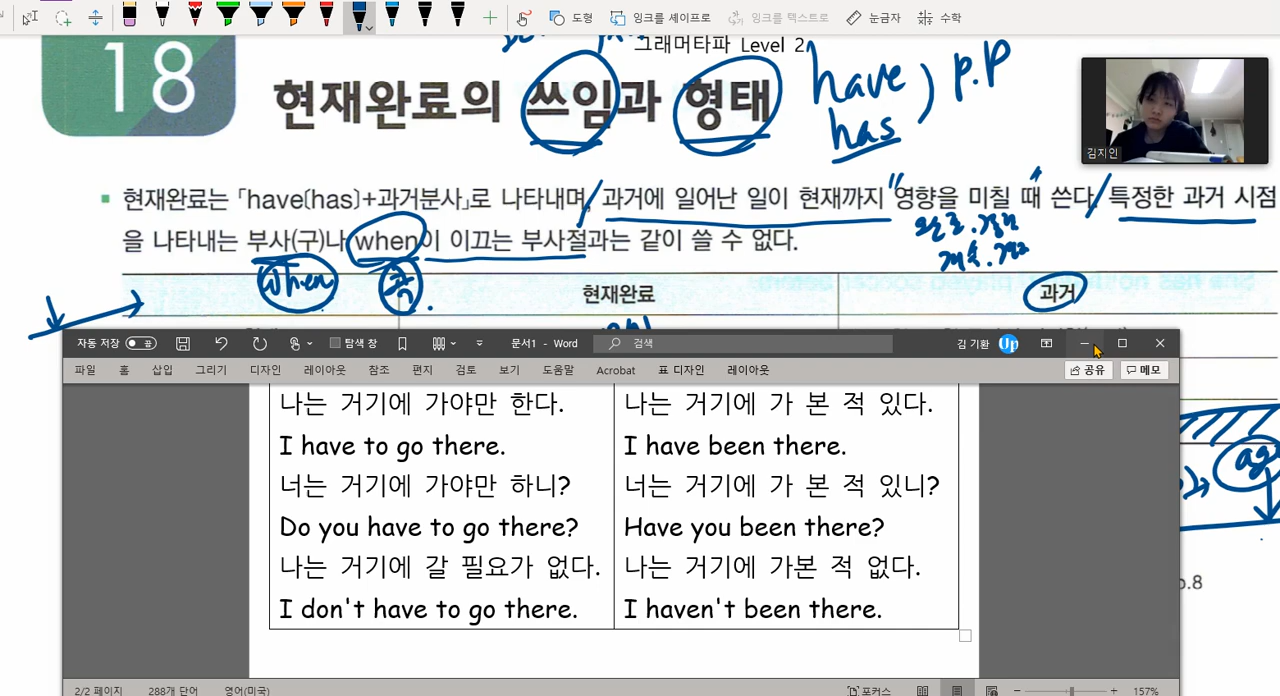 도형
잉크를 셰이프로
잉크를 텍스트로
눈금자
수학
그래머타파 Level 2
18
현재완료의 쓰임과 형태
have ) p.p
has
김지인
현재완료는 「have(has)+과거분사」로 나타내며, 과거에 일어난 일이 현재까지 "영향을 미칠 때" 쓴다. 특정한 과거 시점
을 나타내는 부사(구)나 when이 이끄는 부사절과는 같이 쓸 수 없다.
완료.경험
계속.결과
when
현재완료
과거
자동 저장
탐색 창
문서1 - Word
검색
김 기환
Up
파일 홈 삽입 그리기 디자인 레이아웃 참조 편지 검토 보기 도움말 Acrobat 표 디자인 레이아웃
공유
메모
나는 거기에 가야만 한다.
나는 거기에 가 본 적 있다.
I have to go there.
I have been there.
너는 거기에 가야만 하니?
너는 거기에 가 본 적 있니?
Do you have to go there?
Have you been there?
나는 거기에 갈 필요가 없다.
나는 거기에 가본 적 없다.
I don't have to go there.
I haven't been there.
ago
p.8
2/2 페이지 288개 단어 영어(미국)
포커스
157%